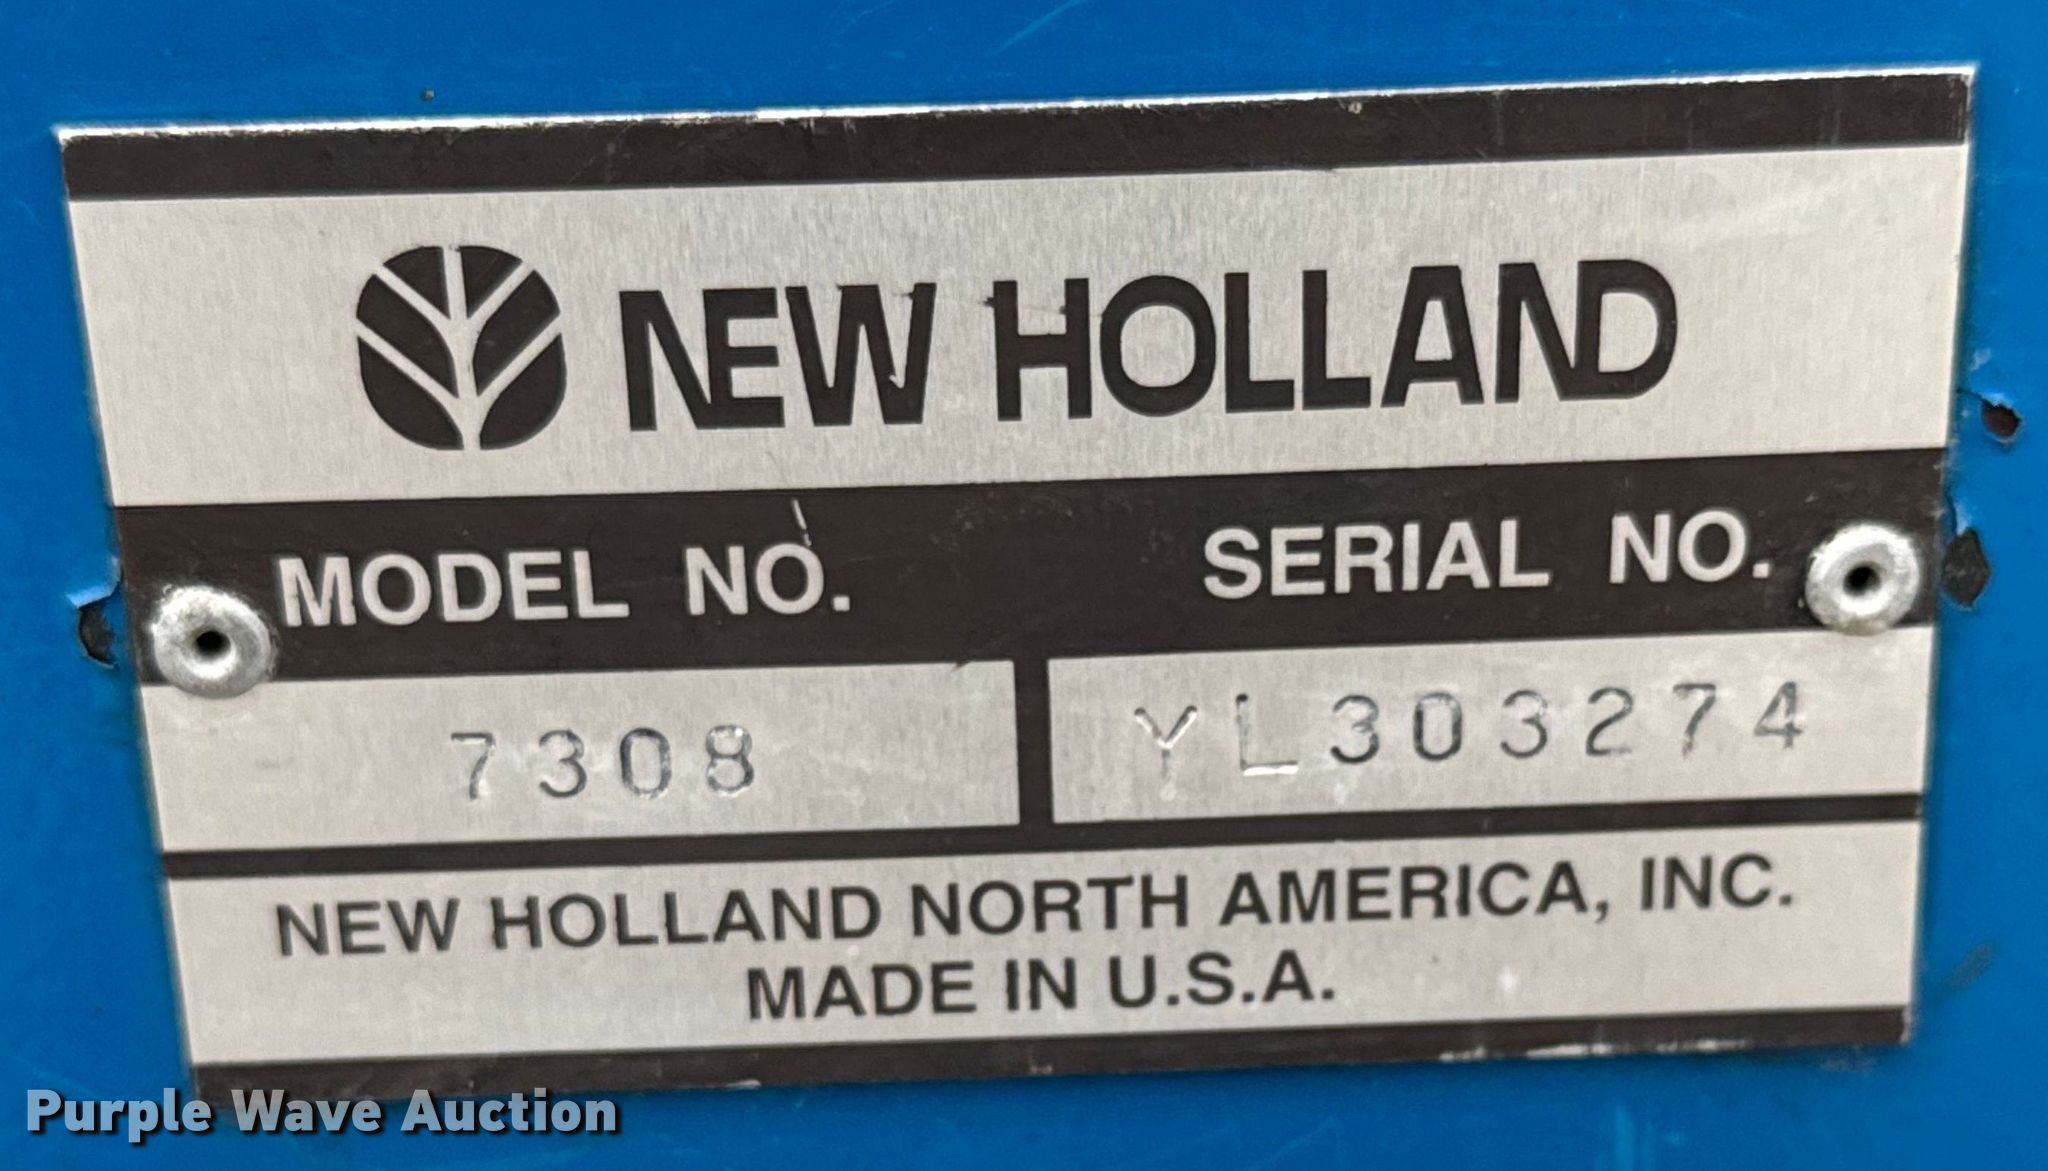 NEW HOLLAND
MODEL NO. SERIAL NO.
7308 YL303274
NEW HOLLAND NORTH AMERICA, INC.
MADE IN U.S.A.
Purple Wave Auction